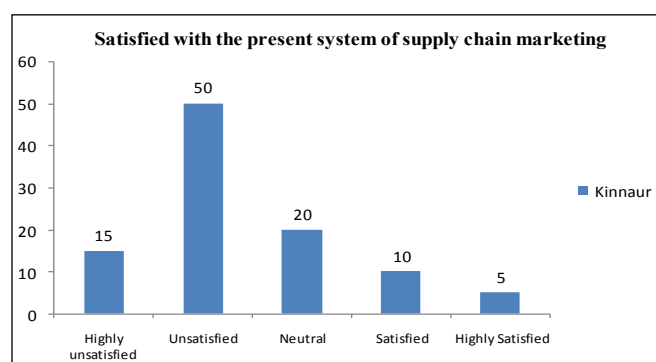 Satisfied with the present system of supply chain marketing
60
50
40
30
20
10
0
15
50
20
10
5
Highly
unsatisfied
Unsatisfied
Neutral
Satisfied
Highly Satisfied
Kinnaur